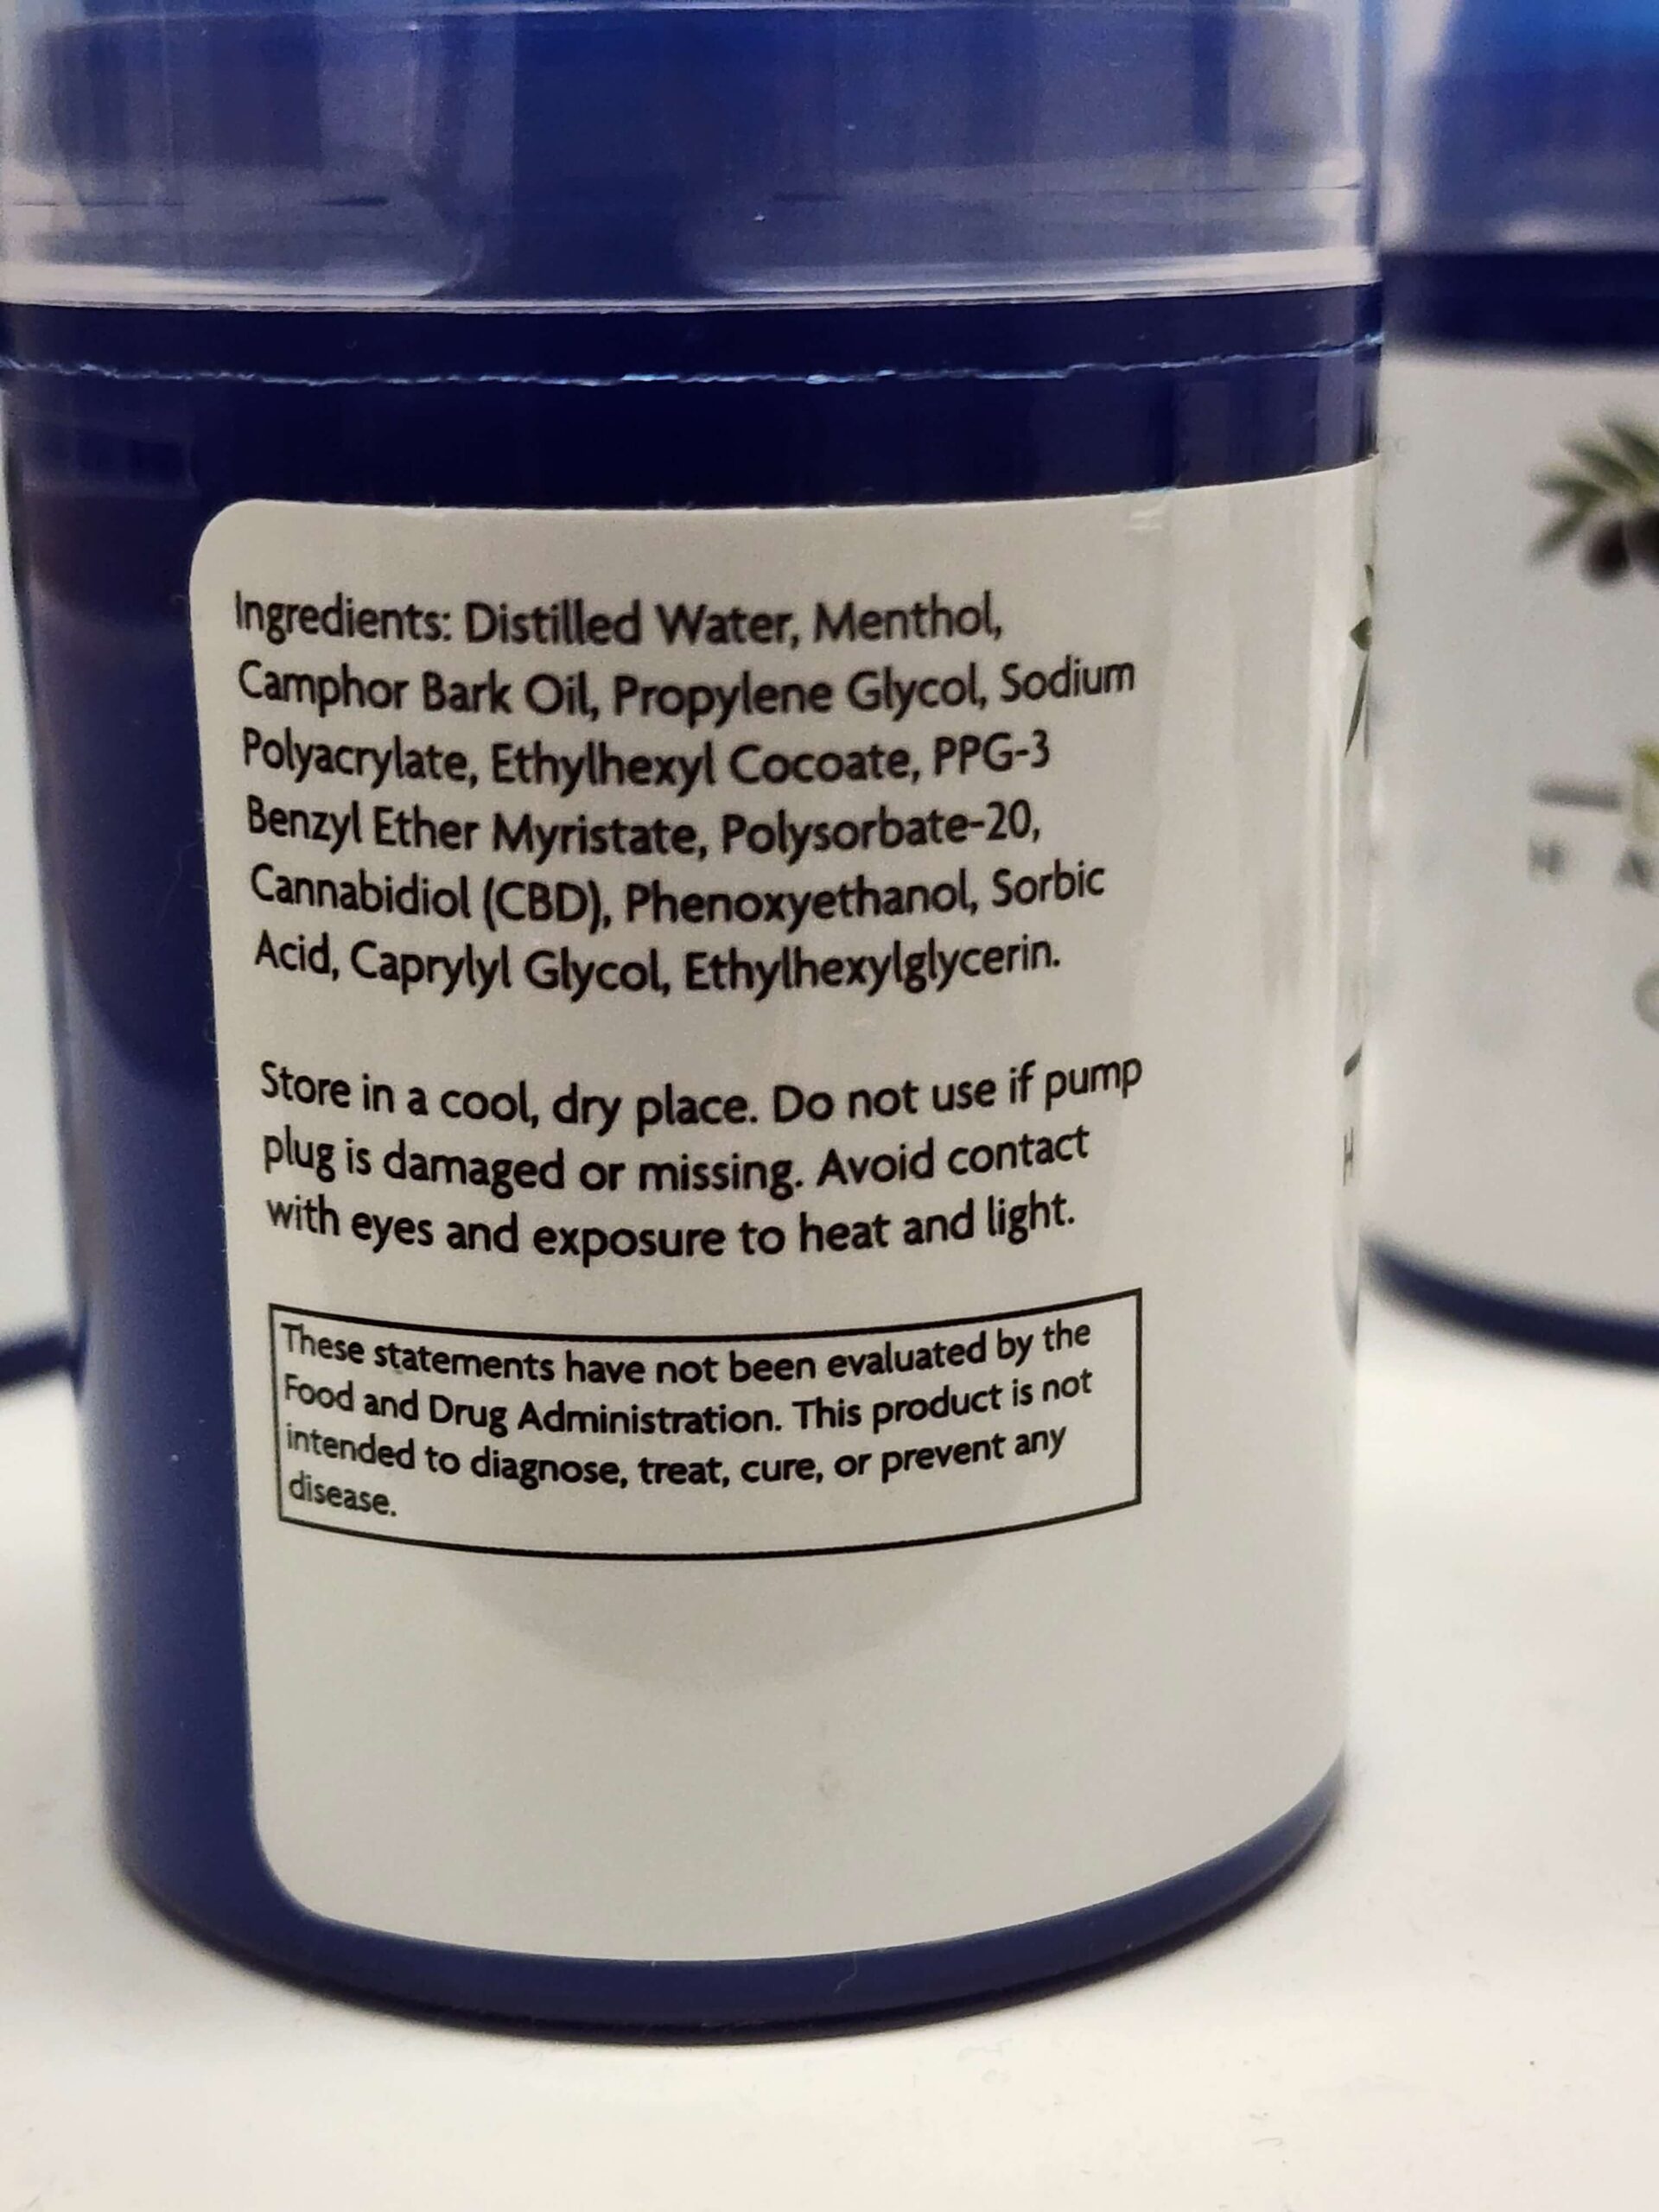 Ingredients: Distilled Water, Menthol,
Camphor Bark Oil, Propylene Glycol, Sodium
Polyacrylate, Ethylhexyl Cocoate, PPG-3
Benzyl Ether Myristate, Polysorbate-20,
Cannabidiol (CBD), Phenoxyethanol, Sorbic
Acid, Caprylyl Glycol, Ethylhexylglycerin.
Store in a cool, dry place. Do not use if pump
plug is damaged or missing. Avoid contact
with eyes and exposure to heat and light.
These statements have not been evaluated by the
Food and Drug Administration. This product is not
intended to diagnose, treat, cure, or prevent any
disease.